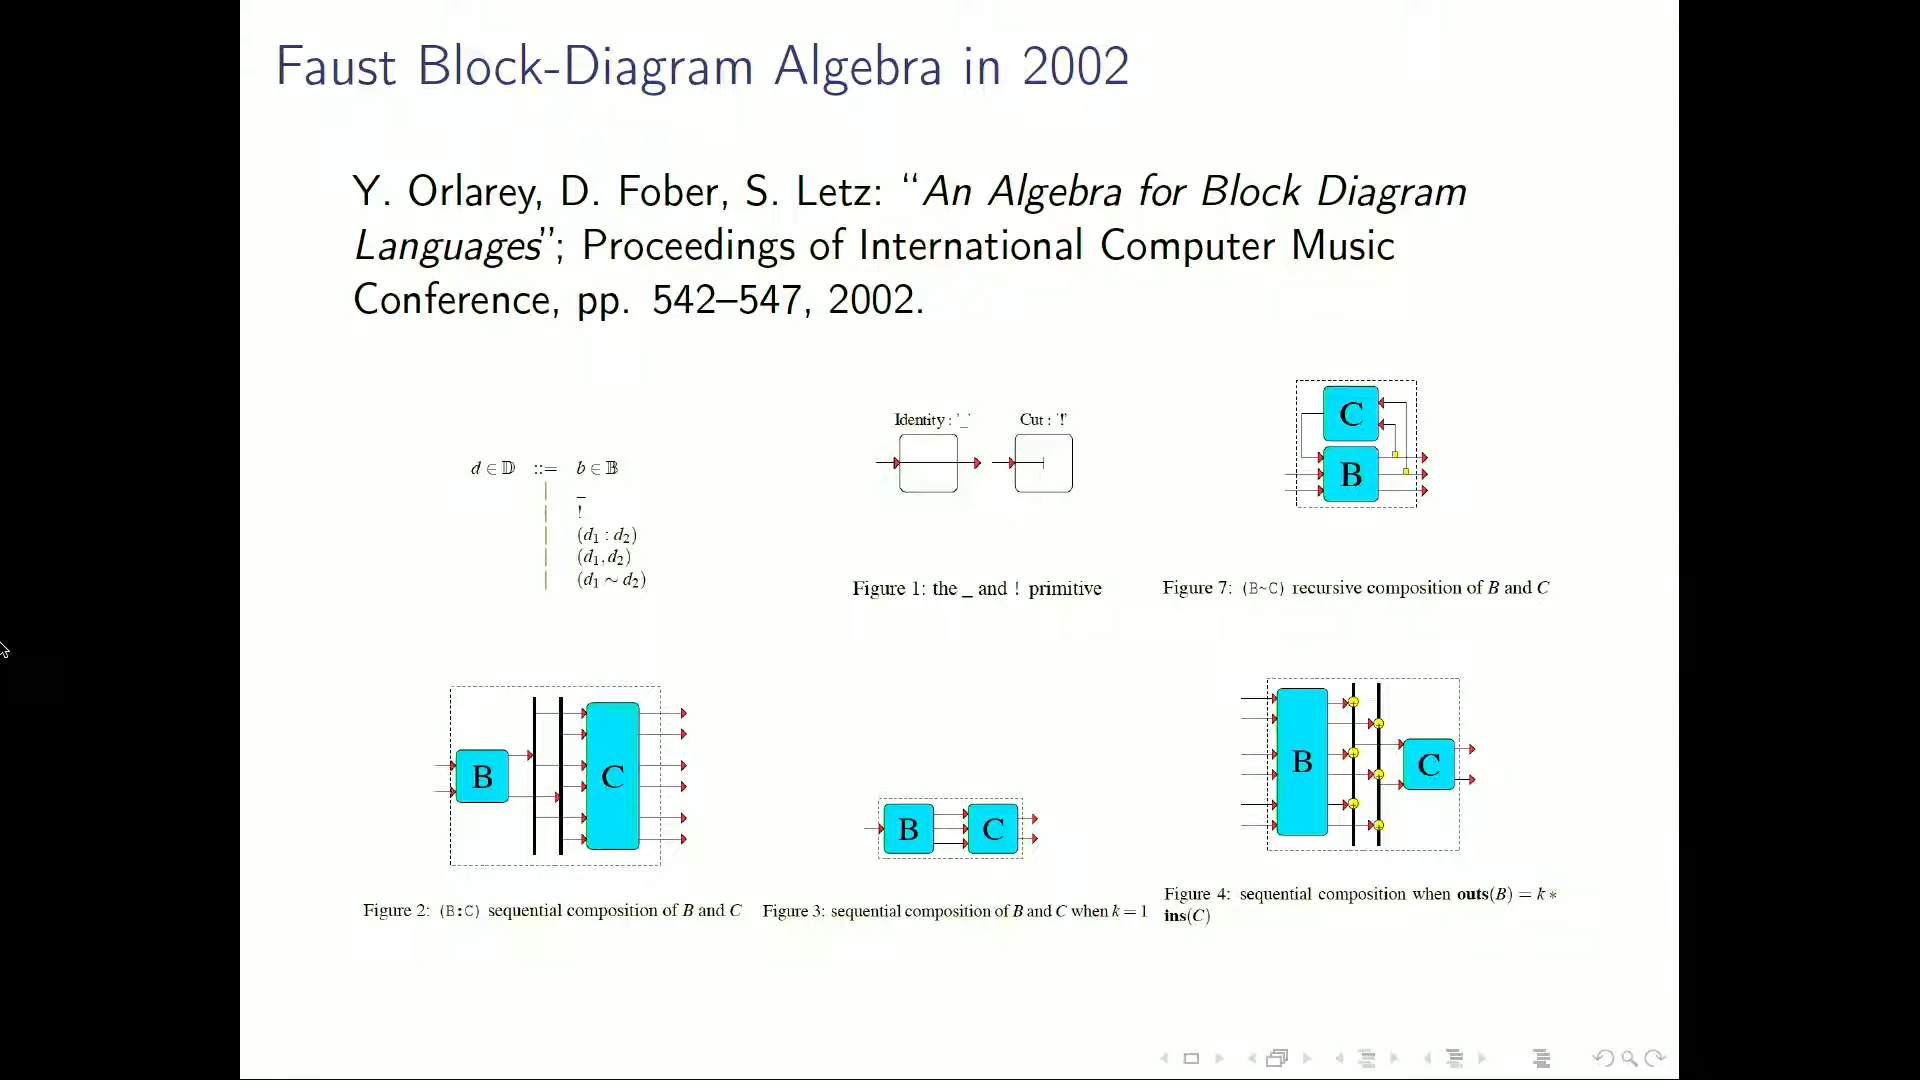 Faust Block-Diagram Algebra in 2002
Y. Orlarey, D. Fober, S. Letz: “An Algebra for Block Diagram
Languages”; Proceedings of International Computer Music
Conference, pp. 542–547, 2002.
d ∈ 𝔻 ::= b ∈ 𝔹
| _
| !
| (d₁ : d₂)
| (d₁, d₂)
| (d₁ ∼ d₂)
Identity : '_' Cut : '!'
Figure 1: the _ and ! primitive
C
B
Figure 7: (B~C) recursive composition of B and C
B C
Figure 2: (B:C) sequential composition of B and C
B C
Figure 3: sequential composition of B and C when k = 1
B C
Figure 4: sequential composition when outs(B) = k ∗
ins(C)